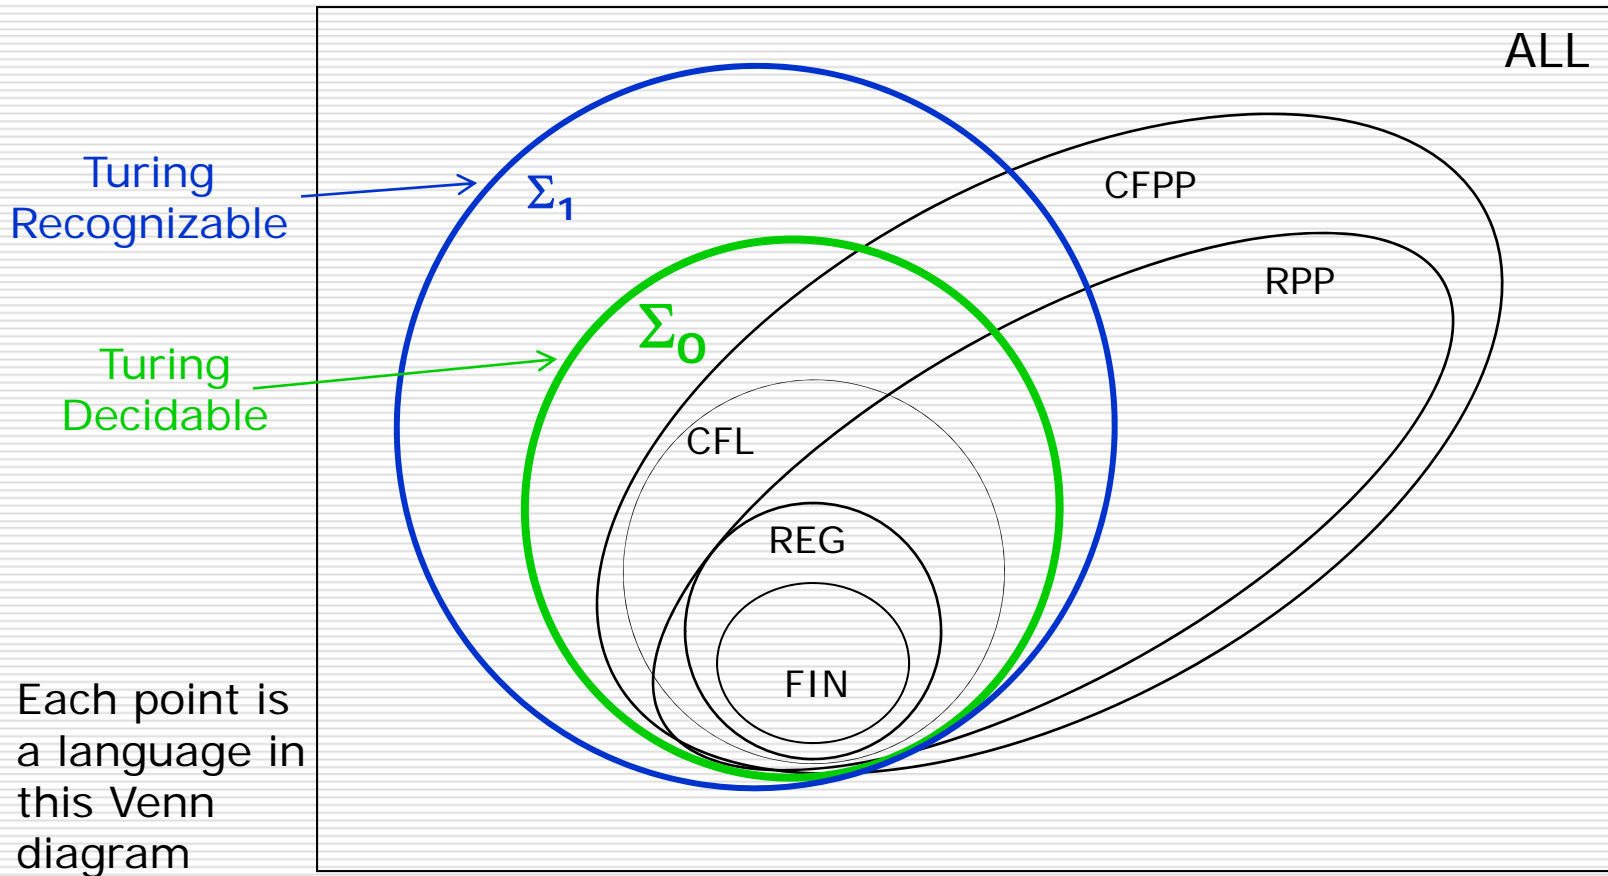 ALL
Turing
Recognizable
Σ1
CFPP
RPP
Σ0
Turing
Decidable
CFL
REG
FIN
Each point is
a language in
this Venn
diagram